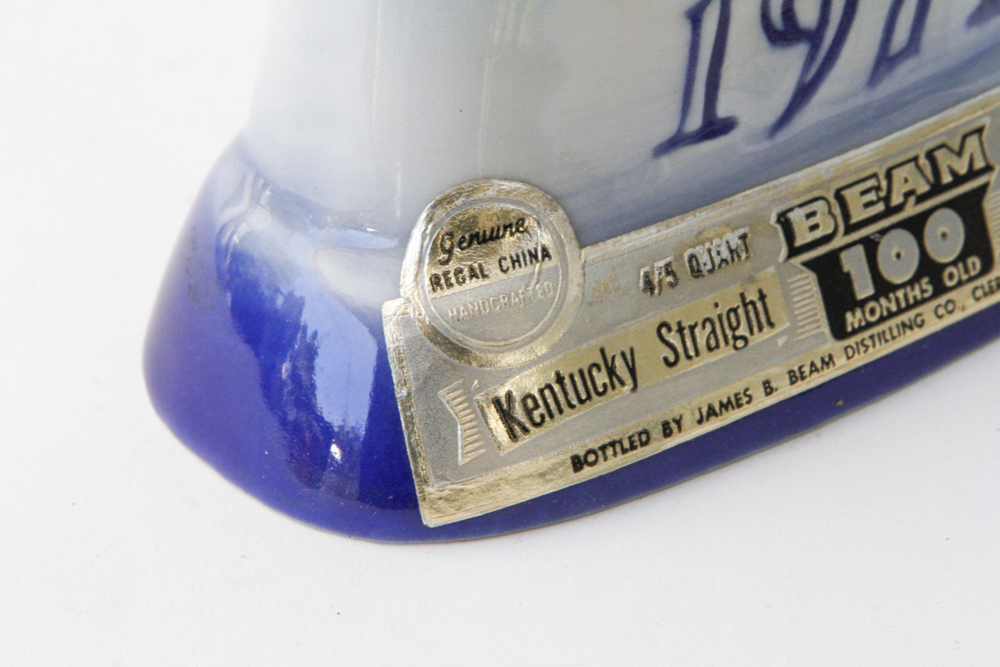 Genuine
REGAL CHINA
HANDCRAFTED
4/5 QUART
Kentucky Straight
BEAM
100
MONTHS OLD
BOTTLED BY JAMES B. BEAM DISTILLING CO.,